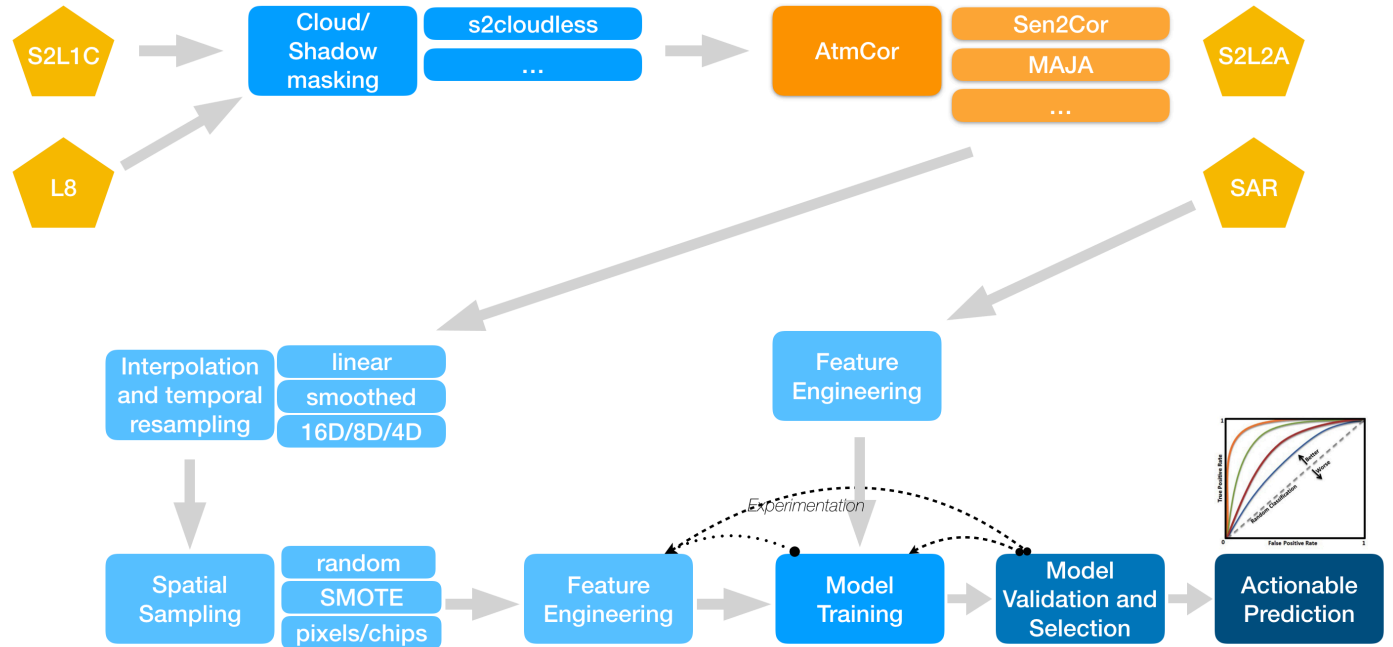 S2L1C
Cloud/
Shadow
masking
s2cloudless
...
AtmCor
Sen2Cor
MAJA
...
S2L2A
L8
SAR
Interpolation
and temporal
resampling
linear
smoothed
16D/8D/4D
Feature
Engineering
Experimentation
True Positive Rate
1
Better
Worse
Random Classification
0
False Positive Rate
1
Spatial
Sampling
random
SMOTE
pixels/chips
Feature
Engineering
Model
Training
Model
Validation and
Selection
Actionable
Prediction